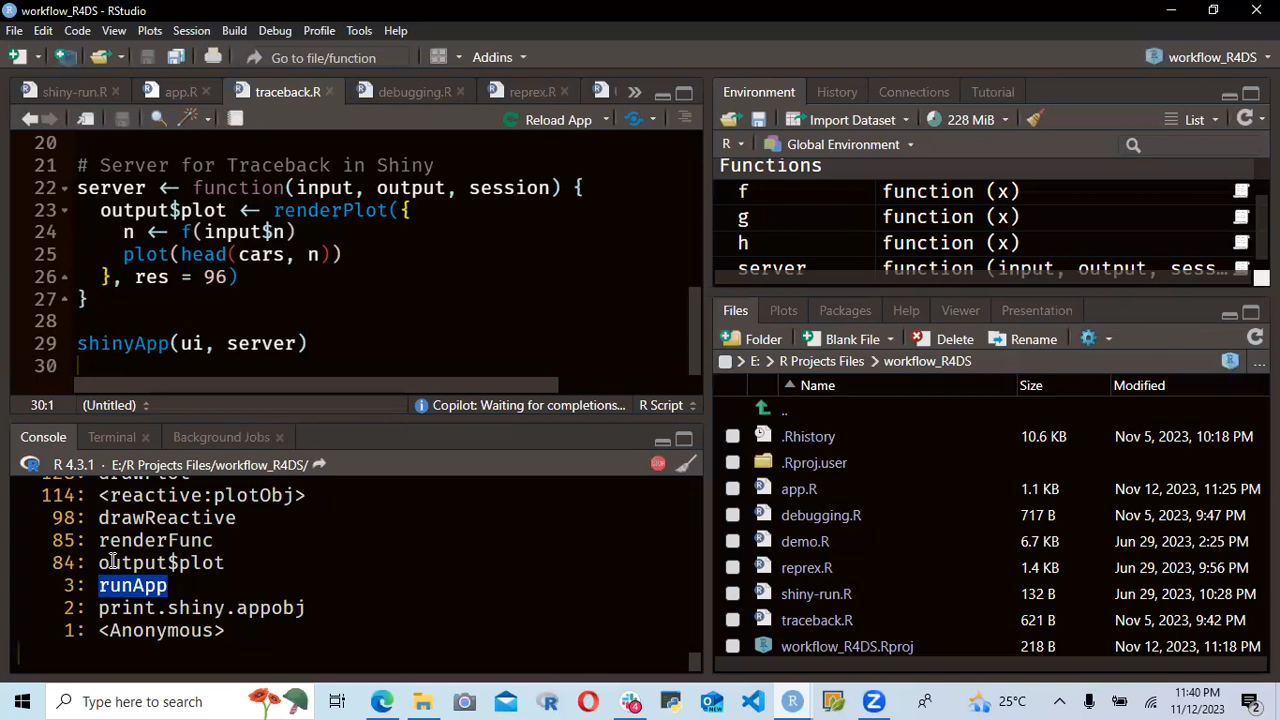 workflow_R4DS - RStudio
File Edit Code View Plots Session Build Debug Profile Tools Help
Go to file/function Addins workflow_R4DS
shiny-run.R app.R traceback.R debugging.R reprex.R
Reload App
20
21 # Server for Traceback in Shiny
22 server ← function(input, output, session) {
23 output$plot ← renderPlot({
24 n ← f(input$n)
25 plot(head(cars, n))
26 }, res = 96)
27 }
28
29 shinyApp(ui, server)
30
30:1 (Untitled) Copilot: Waiting for completions... R Script
Console Terminal Background Jobs
R 4.3.1 · E:/R Projects Files/workflow_R4DS/
114: <reactive:plotObj>
98: drawReactive
85: renderFunc
84: output$plot
3: runApp
2: print.shiny.appobj
1: <Anonymous>
Environment History Connections Tutorial
Import Dataset 228 MiB List
R Global Environment
Functions
f function (x)
g function (x)
h function (x)
server function (input, output, sess...
Files Plots Packages Help Viewer Presentation
Folder Blank File Delete Rename
E: R Projects Files workflow_R4DS ...
Name Size Modified
..
.Rhistory 10.6 KB Nov 5, 2023, 10:18 PM
.Rproj.user
app.R 1.1 KB Nov 12, 2023, 11:25 PM
debugging.R 717 B Nov 5, 2023, 9:47 PM
demo.R 6.7 KB Jun 29, 2023, 2:25 PM
reprex.R 1.4 KB Jun 29, 2023, 9:56 PM
shiny-run.R 132 B Jun 29, 2023, 10:28 PM
traceback.R 621 B Nov 5, 2023, 9:42 PM
workflow_R4DS.Rproj 218 B Nov 12, 2023, 11:18 PM
Type here to search 25°C 11:40 PM
11/12/2023